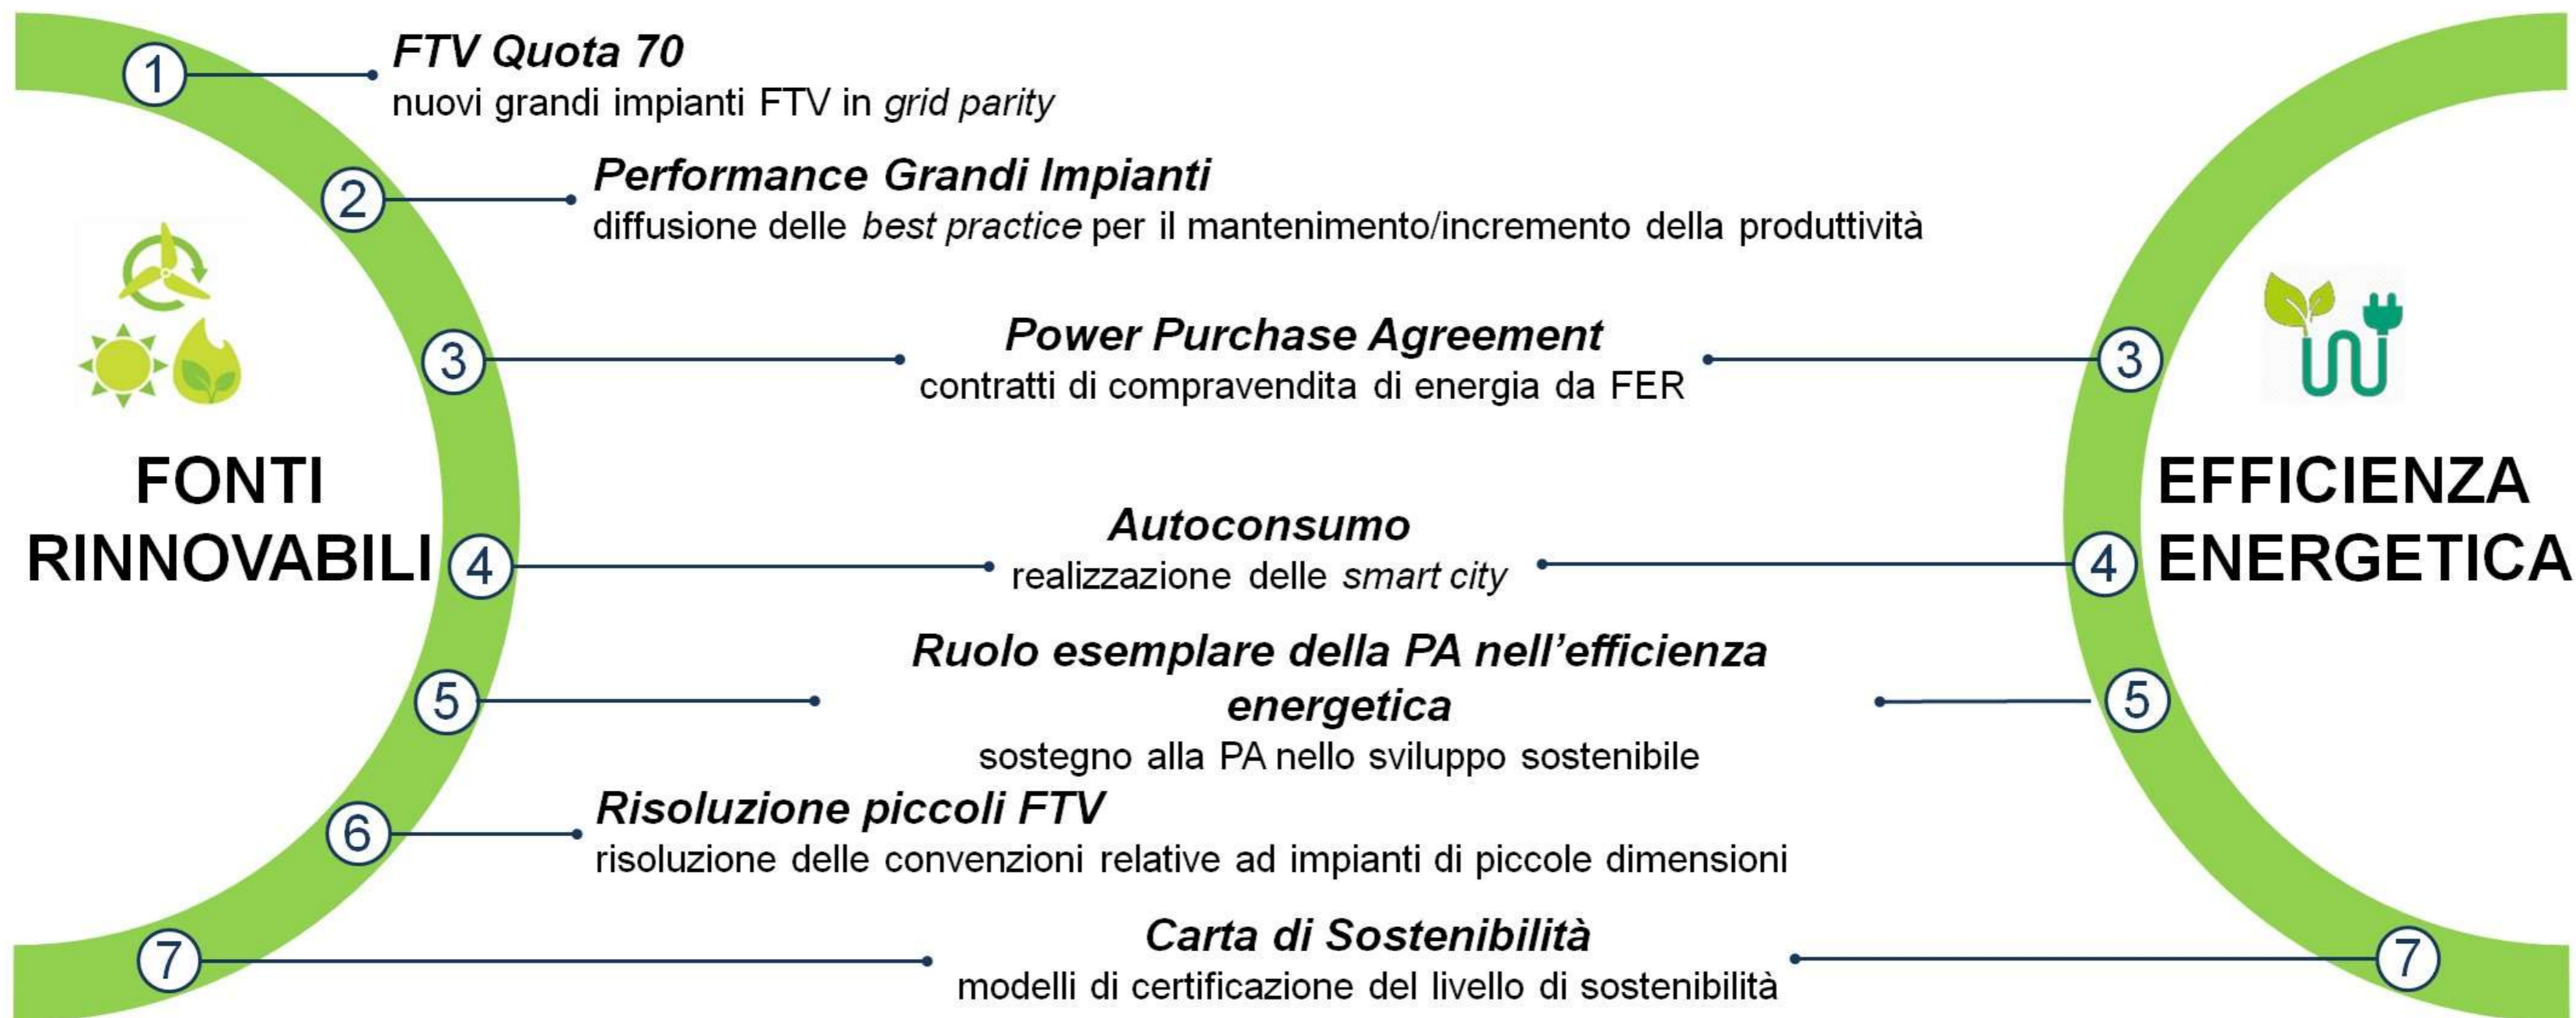 1
FTV Quota 70
nuovi grandi impianti FTV in grid parity
2
Performance Grandi Impianti
diffusione delle best practice per il mantenimento/incremento della produttività
3
Power Purchase Agreement
contratti di compravendita di energia da FER
3
FONTI
RINNOVABILI
EFFICIENZA
ENERGETICA
4
Autoconsumo
realizzazione delle smart city
4
5
Ruolo esemplare della PA nell’efficienza
energetica
sostegno alla PA nello sviluppo sostenibile
5
6
Risoluzione piccoli FTV
risoluzione delle convenzioni relative ad impianti di piccole dimensioni
7
Carta di Sostenibilità
modelli di certificazione del livello di sostenibilità
7